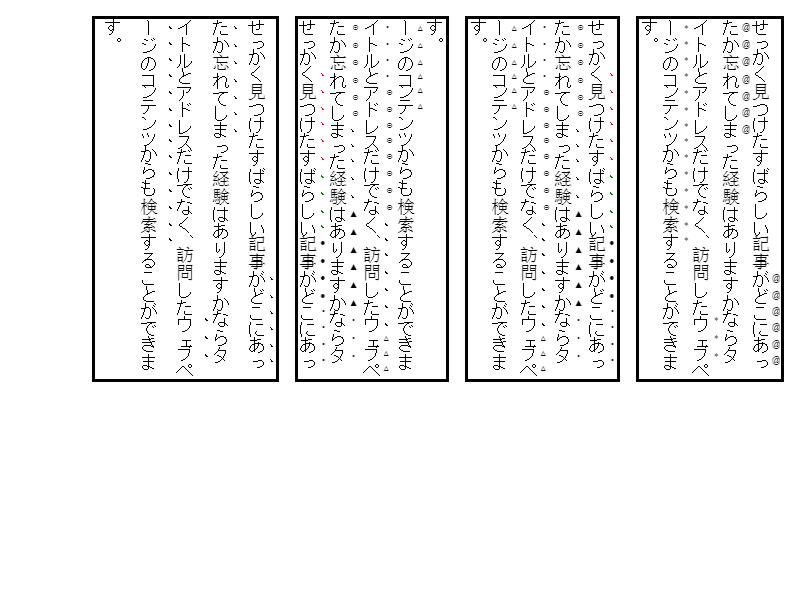 せっかく見つけたすばらしい記事がどこにあっ
たか忘れてしまった経験はありますかならタ
イトルとアドレスだけでなく、訪問したウェブペ
ージのコンテンツからも検索することができま
す。
せっかく見つけたすばらしい記事がどこにあっ
たか忘れてしまった経験はありますかならタ
イトルとアドレスだけでなく、訪問したウェブペ
ージのコンテンツからも検索することができま
す。
せっかく見つけたすばらしい記事がどこにあっ
たか忘れてしまった経験はありますかならタ
イトルとアドレスだけでなく、訪問したウェブペ
ージのコンテンツからも検索することができま
す。
せっかく見つけたすばらしい記事がどこにあっ
たか忘れてしまった経験はありますかならタ
イトルとアドレスだけでなく、訪問したウェブペ
ージのコンテンツからも検索することができま
す。